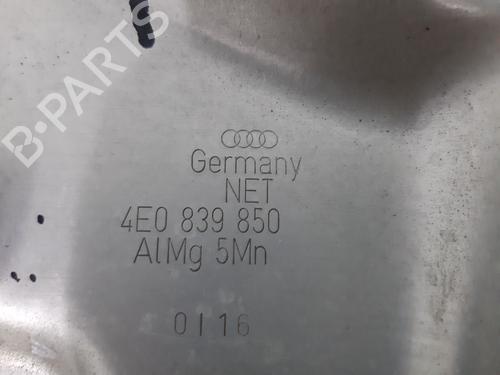 B-PARTS
Germany
NET
4E0 839 850
AlMg 5Mn
0116